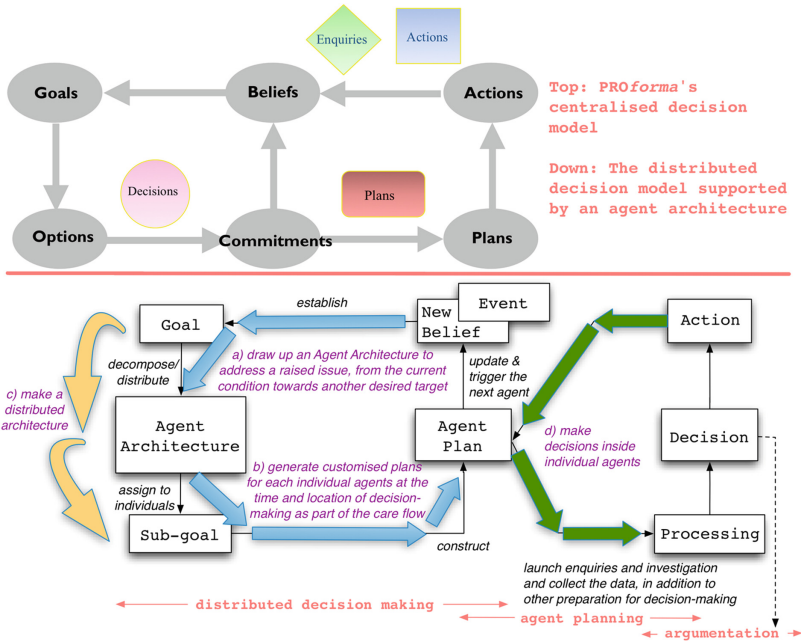 Enquiries
Actions
Goals
Beliefs
Actions
Top: PROforma's
centralised decision
model
Decisions
Plans
Down: The distributed
decision model supported
by an agent architecture
Options
Commitments
Plans
Goal
establish
New
Belief
Event
Action
decompose/
distribute
a) draw up an Agent Architecture to
address a raised issue, from the current
condition towards another desired target
update &
trigger the
next agent
c) make a
distributed
architecture
Agent
Architecture
Agent
Plan
d) make
decisions inside
individual agents
Decision
assign to
individuals
b) generate customised plans
for each individual agents at the
time and location of decision-
making as part of the care flow
Sub-goal
construct
Processing
launch enquiries and investigation
and collect the data, in addition to
other preparation for decision-making
distributed decision making
agent planning
argumentation